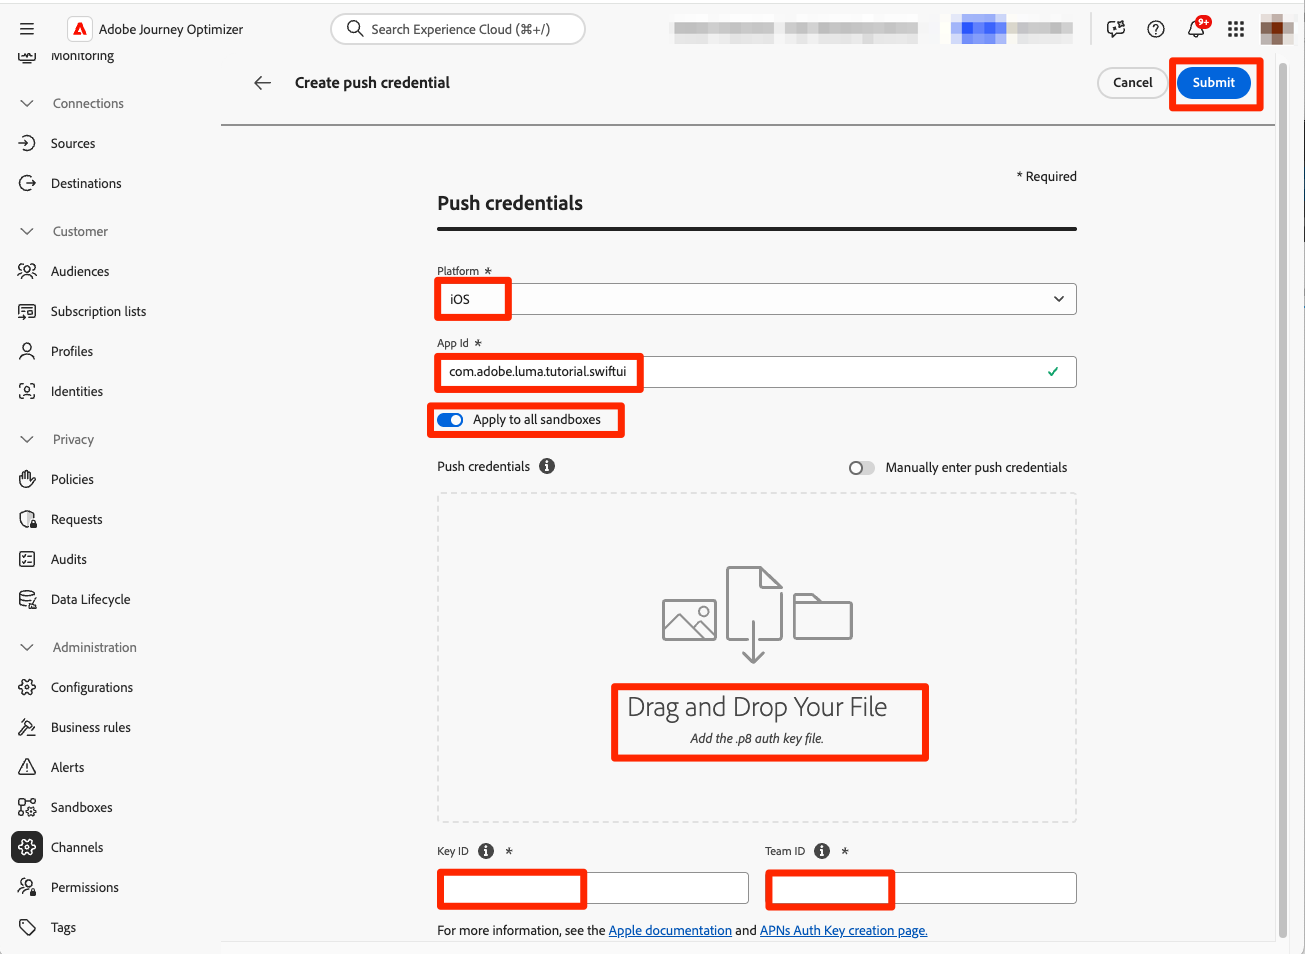 Adobe Journey Optimizer
Search Experience Cloud (⌘+/)
9+
Monitoring
Connections
Sources
Destinations
Customer
Audiences
Subscription lists
Profiles
Identities
Privacy
Policies
Requests
Audits
Data Lifecycle
Administration
Configurations
Business rules
Alerts
Sandboxes
Channels
Permissions
Tags
Create push credential
Cancel
Submit
* Required
Push credentials
Platform *
iOS
App Id *
com.adobe.luma.tutorial.swiftui
Apply to all sandboxes
Push credentials
Manually enter push credentials
Drag and Drop Your File
Add the .p8 auth key file.
Key ID *
Team ID *
For more information, see the Apple documentation and APNs Auth Key creation page.